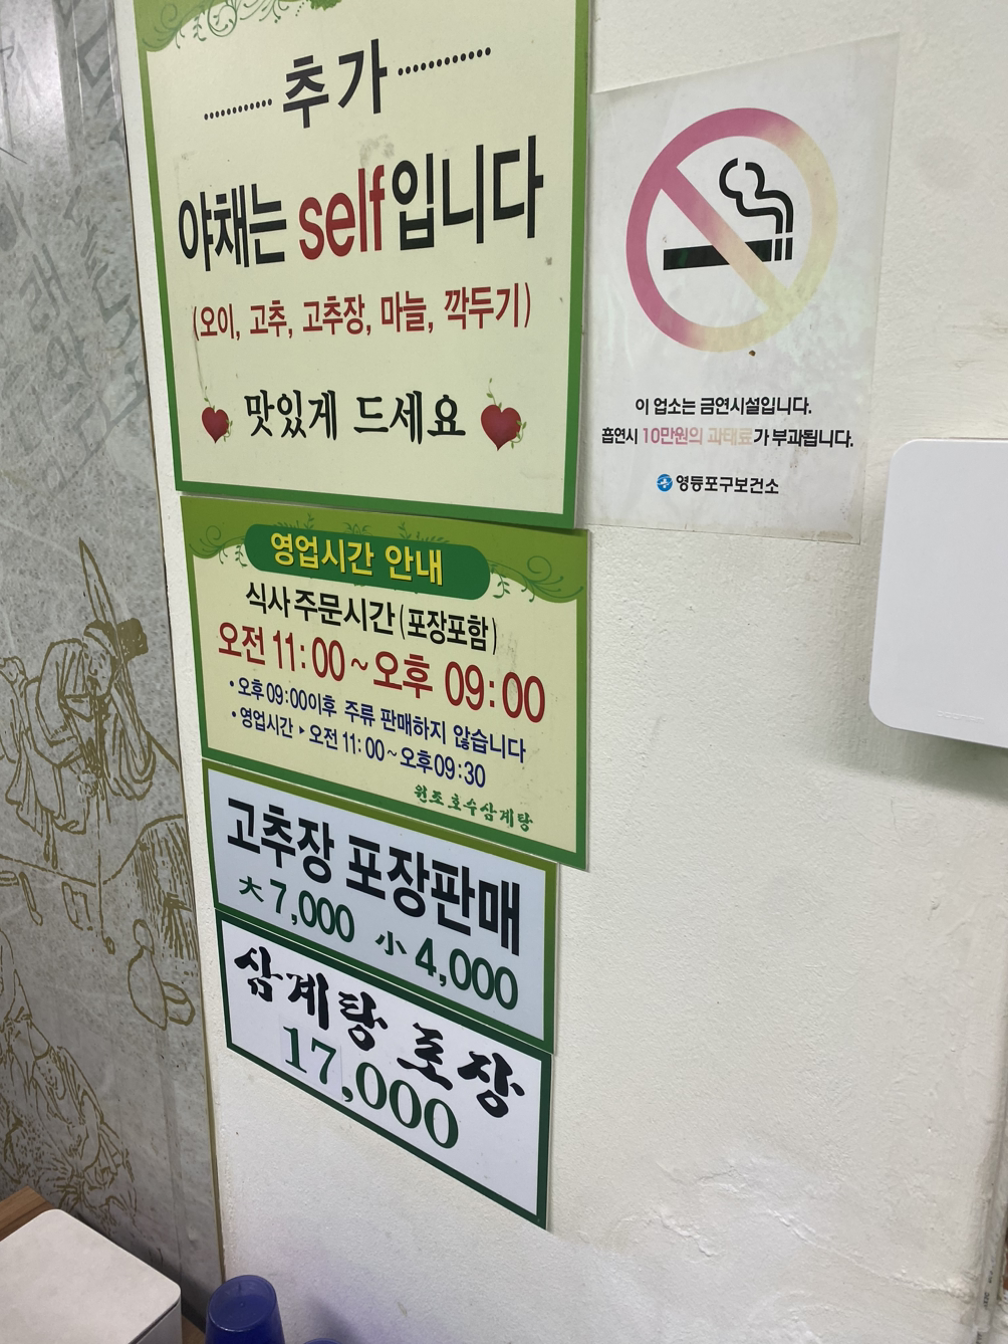 추가
야채는 self입니다
(오이, 고추, 고추장, 마늘, 깍두기)
맛있게 드세요
영업시간 안내
식사주문시간(포장포함)
오전 11:00~오후 09:00
•오후09:00이후 주류 판매하지 않습니다
•영업시간▶오전 11:00~오후09:30
원조호수삼계탕
고추장 포장판매
大7,000 小4,000
삼계탕 포장
17,000
이 업소는 금연시설입니다.
흡연시 10만원의 과태료가 부과됩니다.
영등포구보건소